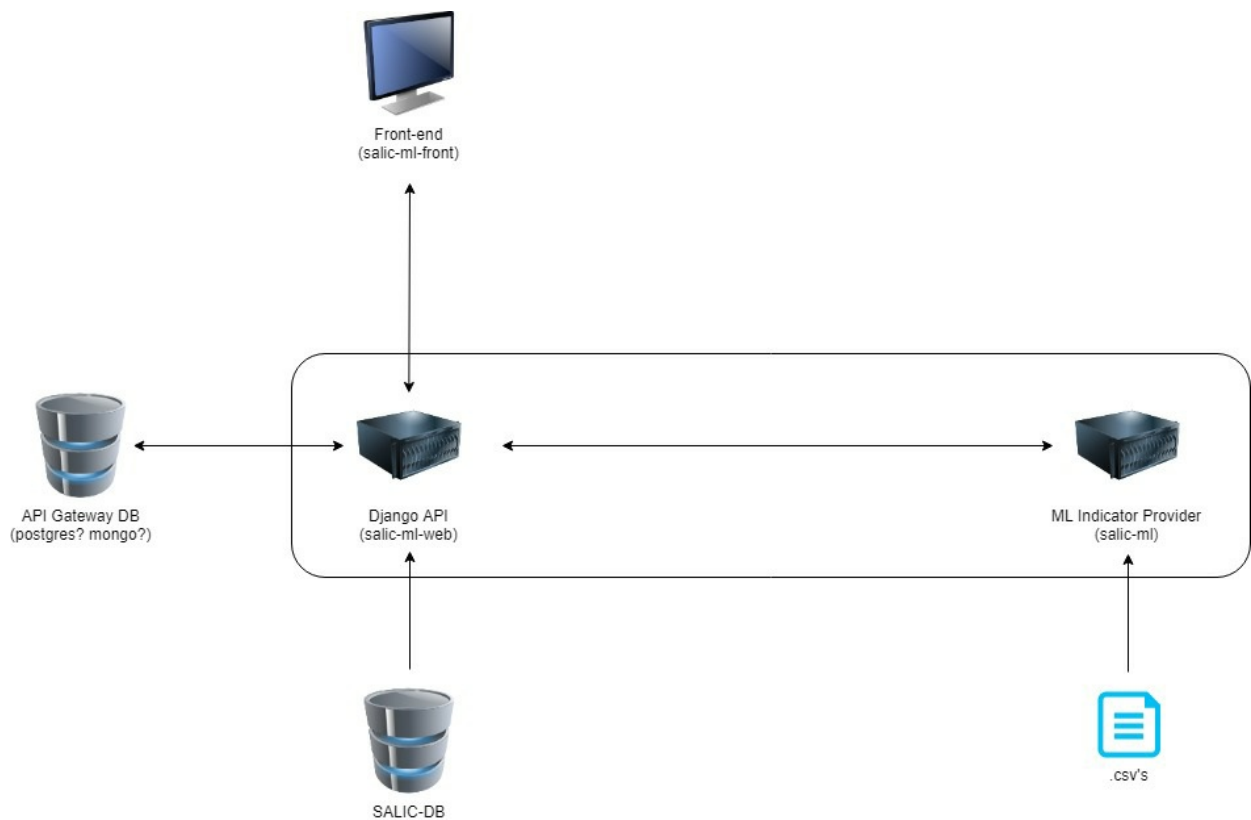 Front-end
(salic-ml-front)
API Gateway DB
(postgres? mongo?)
Django API
(salic-ml-web)
ML Indicator Provider
(salic-ml)
SALIC-DB
.csv's